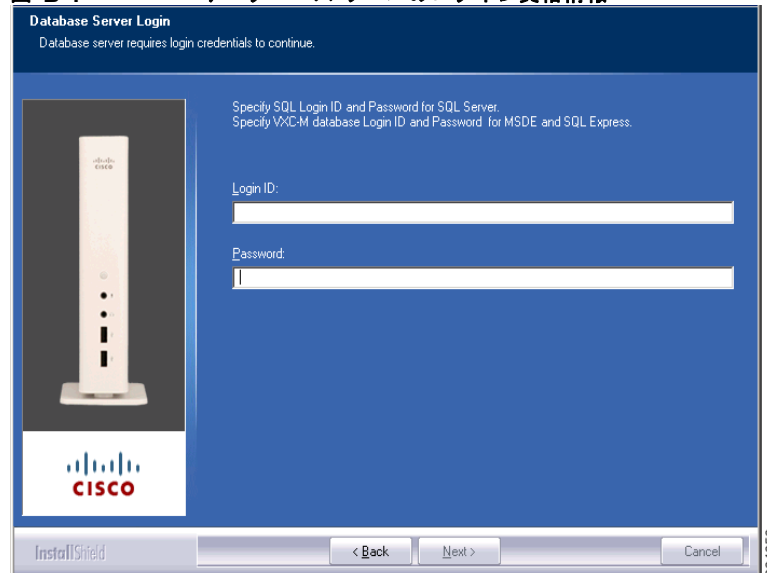 Database Server Login
Database server requires login credentials to continue.
Specify SQL Login ID and Password for SQL Server.
Specify VXC-M database Login ID and Password for MSDE and SQL Express.
Login ID:
Password:
CISCO
CISCO
InstallShield
< Back
Next >
Cancel